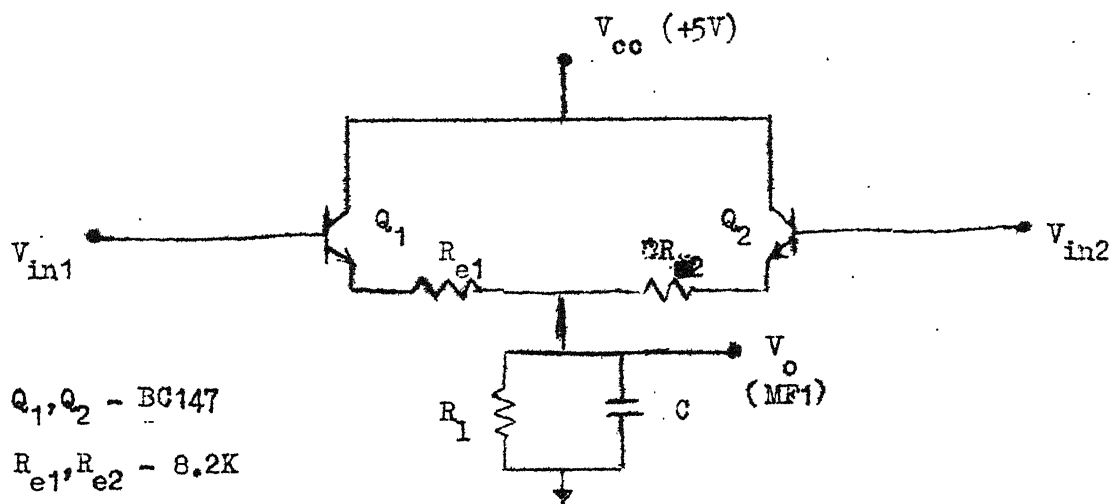 V_cc (+5V)
Q_1
Q_2
V_in1
R_e1
V_in2
V_o
(MF1)
Q_1,Q_2 - BC147
R_1
C
R_e1,R_e2 - 8.2K